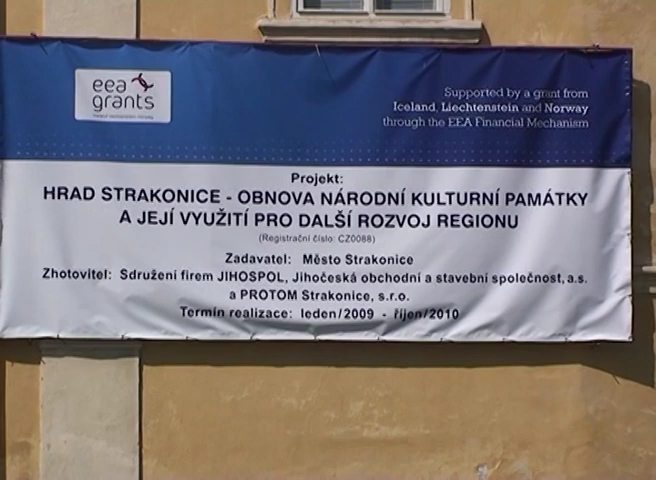 eea
grants
Supported by a grant from
Iceland, Liechtenstein and Norway
through the EEA Financial Mechanism
Projekt:
HRAD STRAKONICE - OBNOVA NÁRODNÍ KULTURNÍ PAMÁTKY
A JEJÍ VYUŽITÍ PRO DALŠÍ ROZVOJ REGIONU
(Registrační číslo: CZ0088)
Zadavatel: Město Strakonice
Zhotovitel: Sdružení firem JIHOSPOL, Jihočeská obchodní a stavební společnost, a.s.
a PROTOM Strakonice, s.r.o.
Termín realizace: leden/2009 - říjen/2010